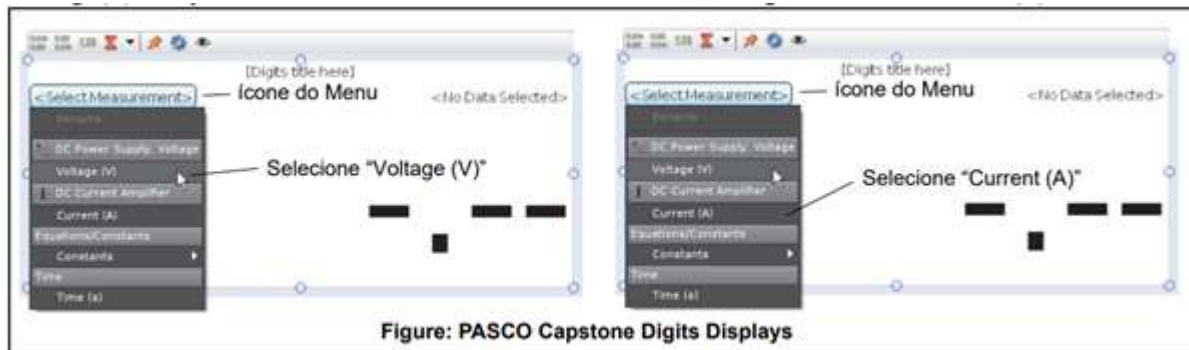 [Digits title here]
<Select Measurement>
ícone do Menu
<No Data Selected>
Rename
DC Power Supply, Voltage
Voltage (V)
Selecione “Voltage (V)”
DC Current Amplifier
Current (A)
Equations/Constants
Constants
Time
Time (s)
[Digits title here]
<Select Measurement>
ícone do Menu
<No Data Selected>
Rename
DC Power Supply, Voltage
Voltage (V)
DC Current Amplifier
Selecione “Current (A)”
Current (A)
Equations/Constants
Constants
Time
Time (s)
Figure: PASCO Capstone Digits Displays